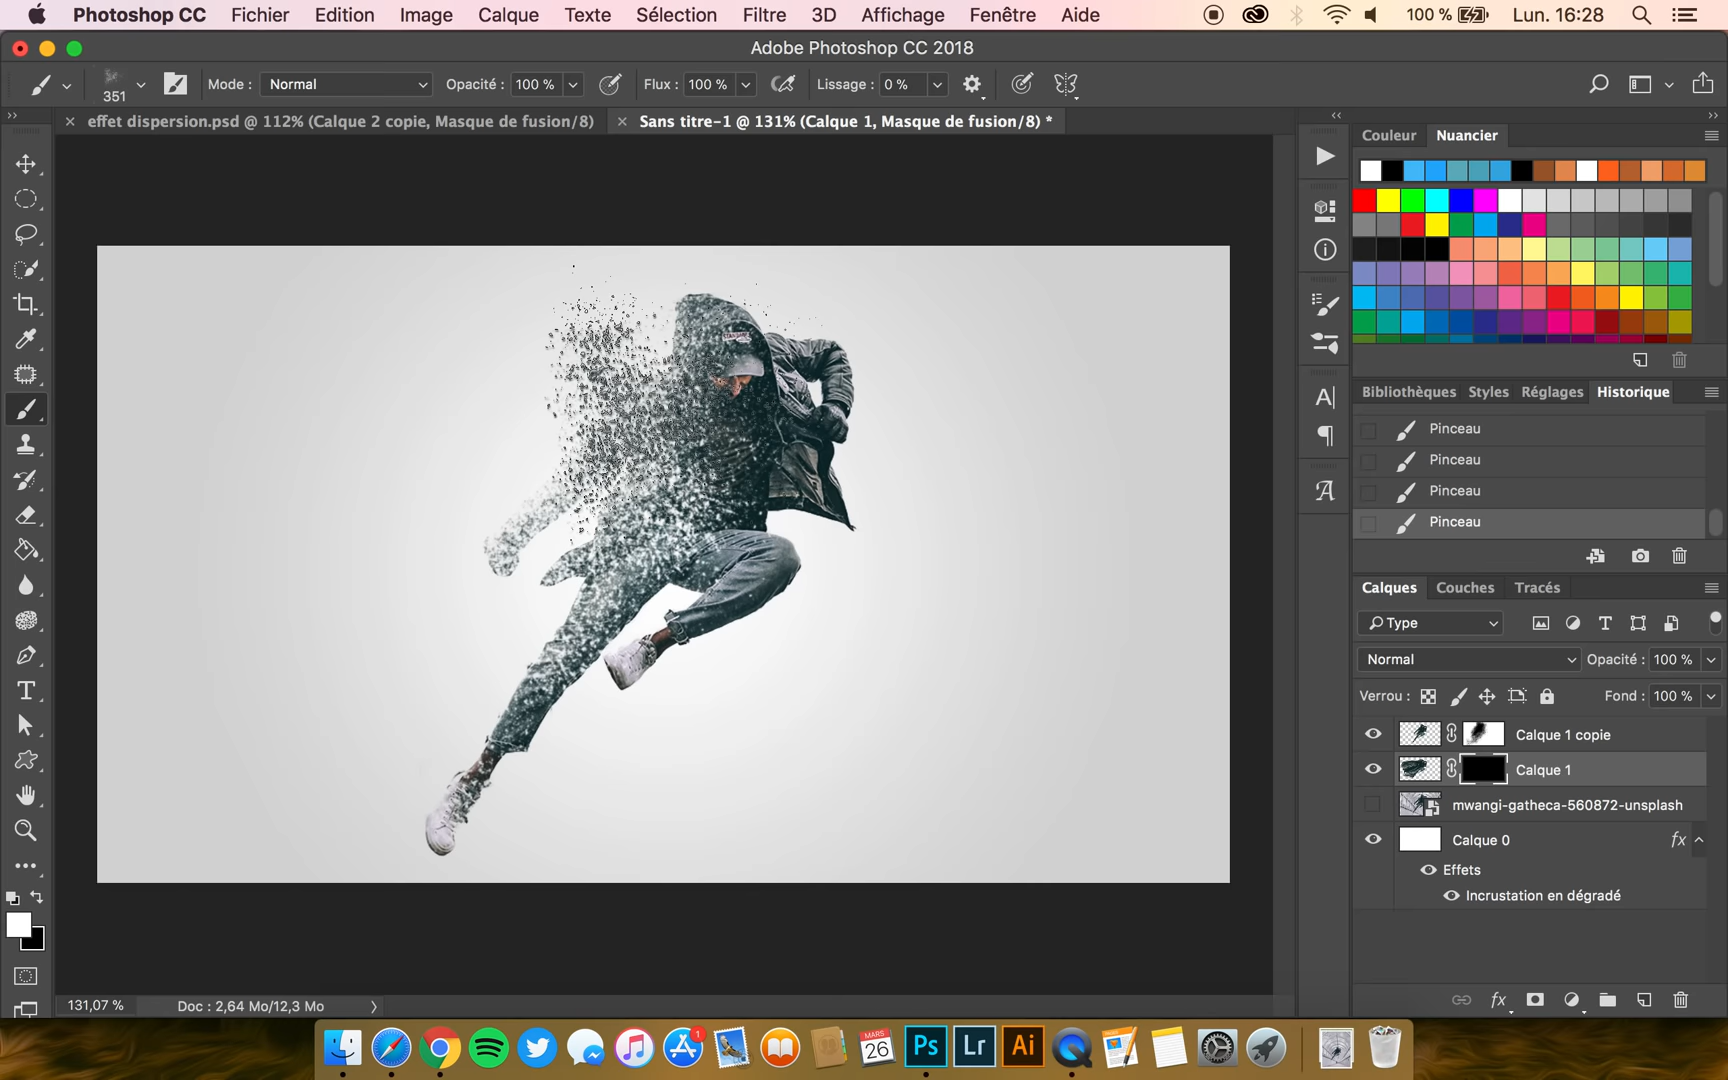 Photoshop CC Fichier Edition Image Calque Texte Sélection Filtre 3D Affichage Fenêtre Aide 100 % Lun. 16:28
Adobe Photoshop CC 2018
351 Mode : Normal Opacité : 100 % Flux : 100 % Lissage : 0 %
effet dispersion.psd @ 112% (Calque 2 copie, Masque de fusion/8) Sans titre-1 @ 131% (Calque 1, Masque de fusion/8) *
Couleur Nuancier
Bibliothèques Styles Réglages Historique
Pinceau
Pinceau
Pinceau
Pinceau
Calques Couches Tracés
Type
Normal Opacité : 100 %
Verrou : Fond : 100 %
Calque 1 copie
Calque 1
mwangi-gatheca-560872-unsplash
Calque 0 fx
Effets
Incrustation en dégradé
fx
131,07 % Doc : 2,64 Mo/12,3 Mo
1
MARS
26
Ps Lr Ai